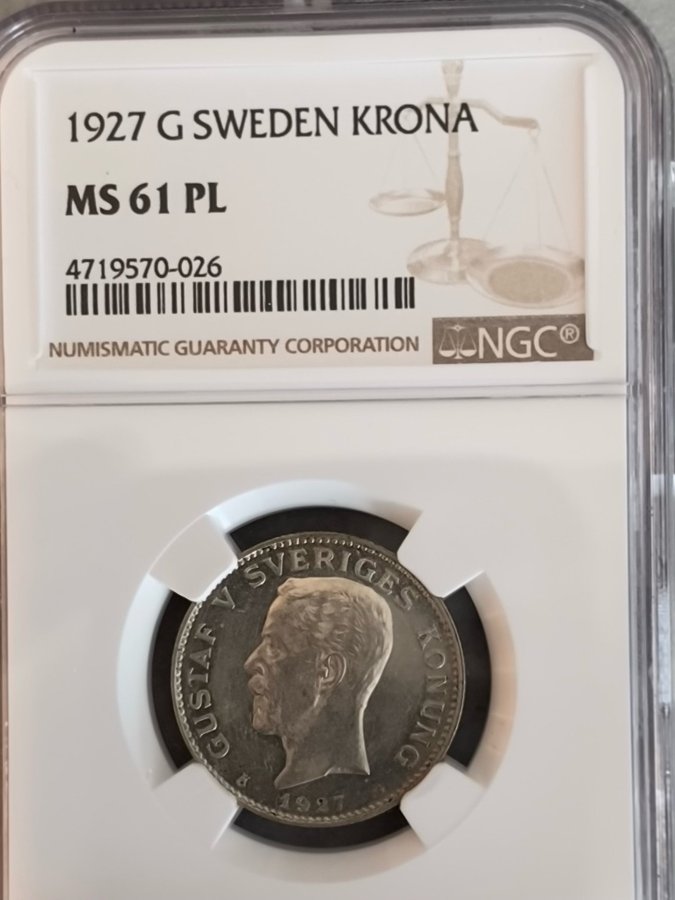 1927 G SWEDEN KRONA
MS 61 PL
4719570-026
NUMISMATIC GUARANTY CORPORATION
NGC®
GUSTAF V SVERIGES KONUNG
1927